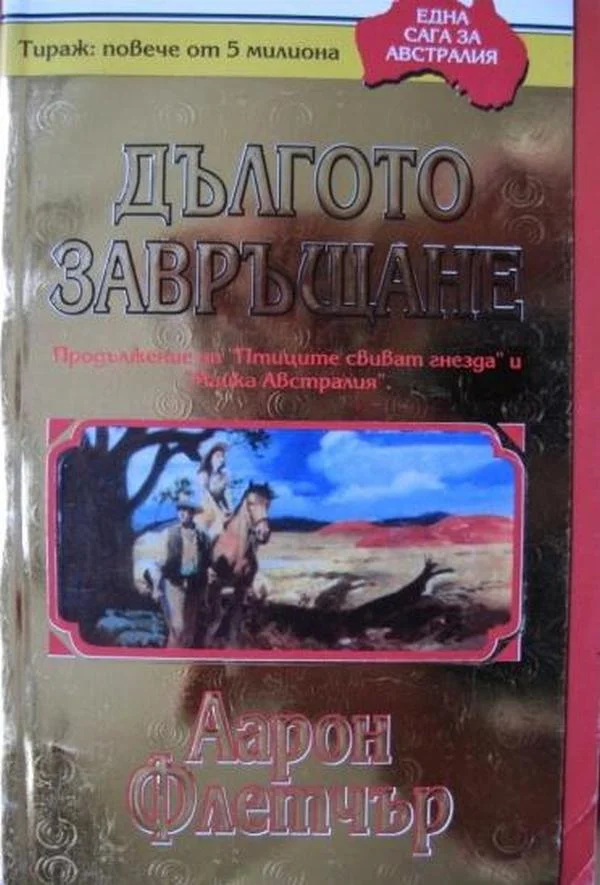 ЕДНА
САГА ЗА
АВСТРАЛИЯ
Тираж: повече от 5 милиона
ДЪЛГОТО
ЗАВРЪЩАНЕ
Продължение на "Птиците свиват гнезда" и
"Майка Австралия".
Аарон
Флетчър